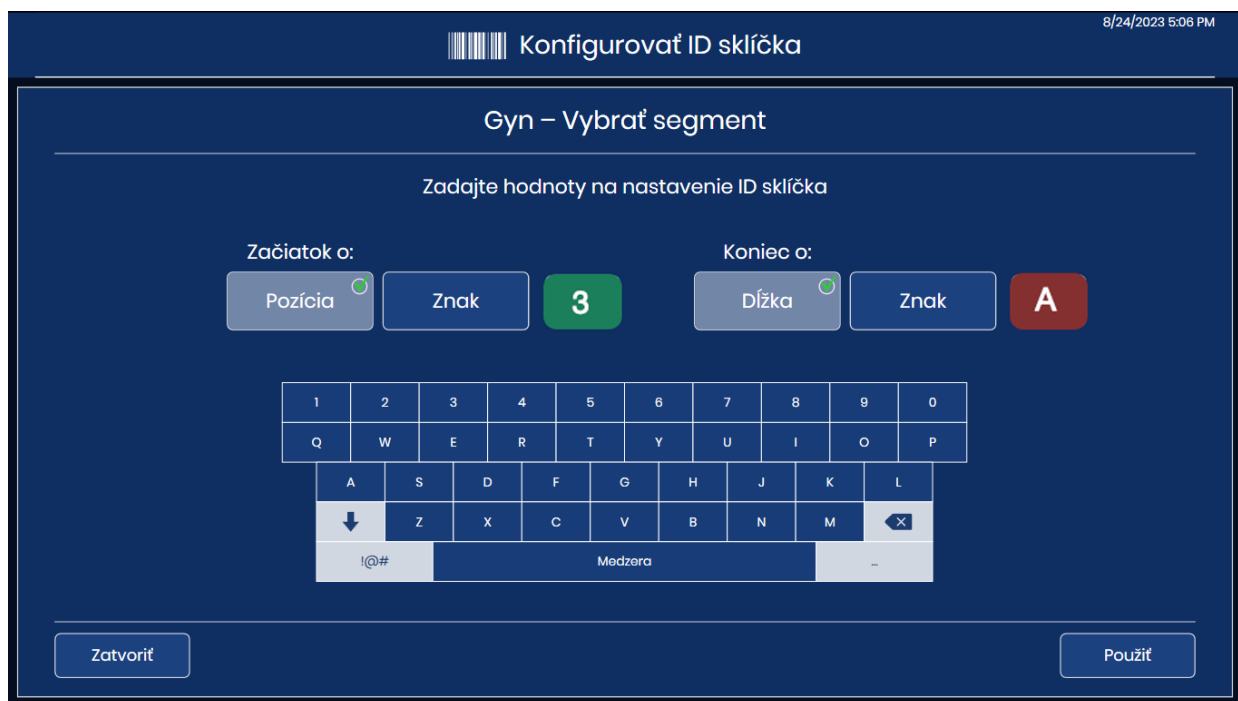 8/24/2023 5:06 PM
Konfigurovať ID sklíčka
Gyn – Vybrať segment
Zadajte hodnoty na nastavenie ID sklíčka
Začiatok o: Koniec o:
Pozícia Znak 3 Dĺžka Znak A
1 2 3 4 5 6 7 8 9 0
Q W E R T Y U I O P
A S D F G H J K L
Z X C V B N M
!@# Medzera _
Zatvoriť Použiť